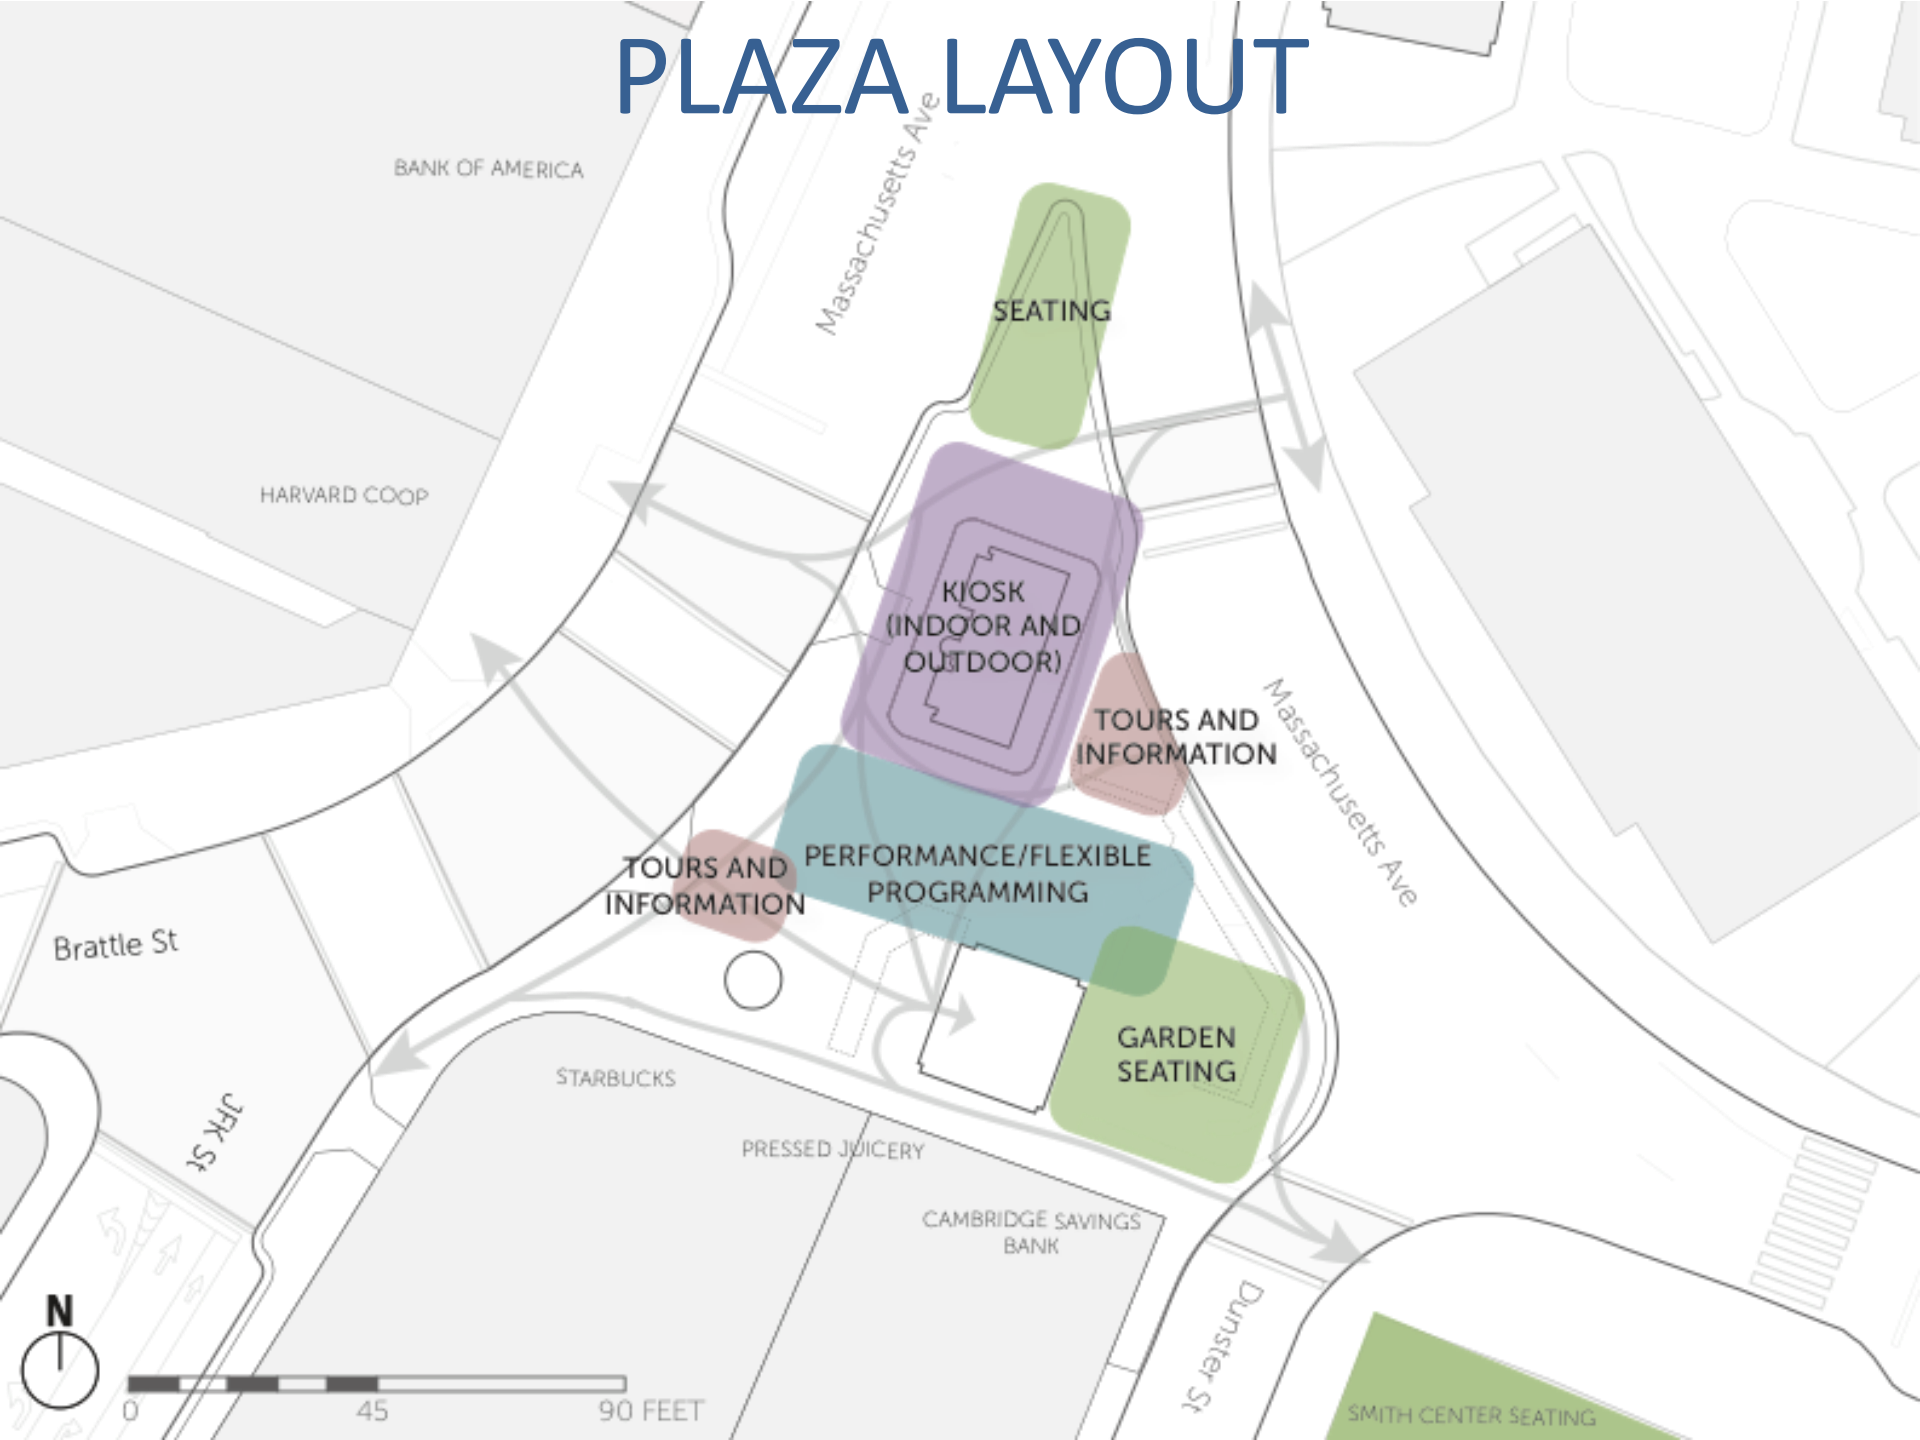 PLAZA LAYOUT
Massachusetts Ave
BANK OF AMERICA
SEATING
HARVARD COOP
KIOSK
(INDOOR AND
OUTDOOR)
TOURS AND
INFORMATION
Massachusetts Ave
TOURS AND
INFORMATION
PERFORMANCE/FLEXIBLE
PROGRAMMING
Brattle St
GARDEN
SEATING
STARBUCKS
JFK St
PRESSED JUICERY
CAMBRIDGE SAVINGS
BANK
Dunster St
N
0 45 90 FEET
SMITH CENTER SEATING